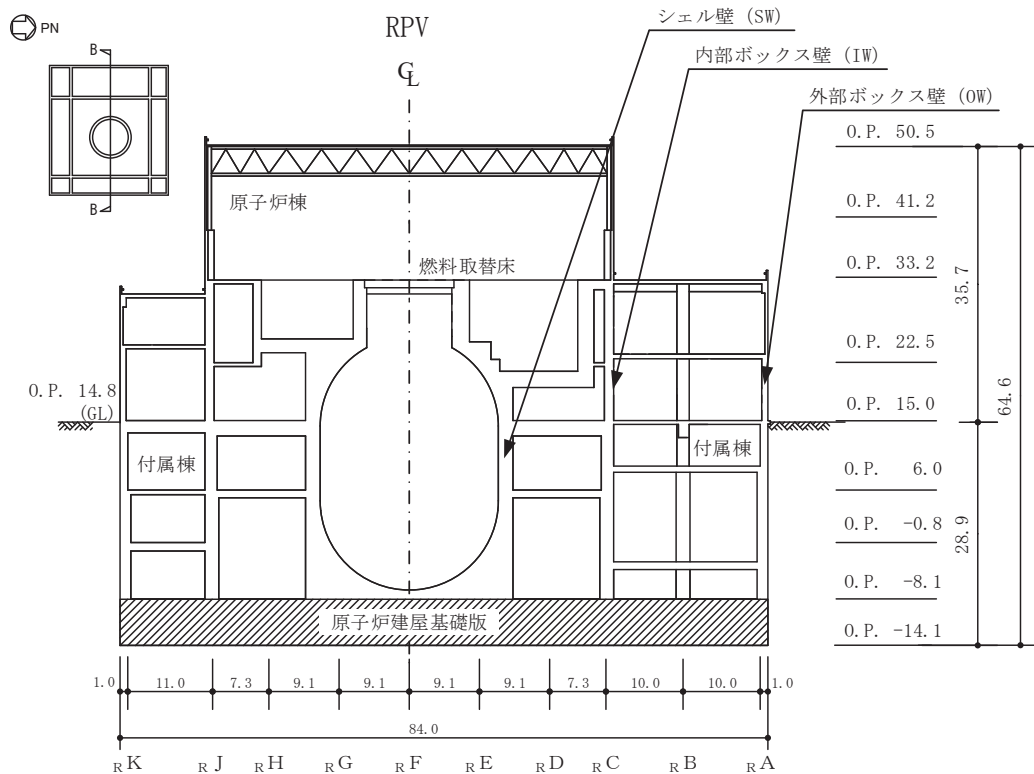 PN
B
B
RPV
C
L
シェル壁 (SW)
内部ボックス壁 (IW)
外部ボックス壁 (OW)
原子炉棟
燃料取替床
付属棟
付属棟
原子炉建屋基礎版
O.P. 14.8
(GL)
O.P. 50.5
O.P. 41.2
O.P. 33.2
O.P. 22.5
O.P. 15.0
O.P. 6.0
O.P. -0.8
O.P. -8.1
O.P. -14.1
35.7
28.9
64.6
1.0 11.0 7.3 9.1 9.1 9.1 9.1 7.3 10.0 10.0 1.0
84.0
RK RJ RH RG RF RE RD RC RB RA